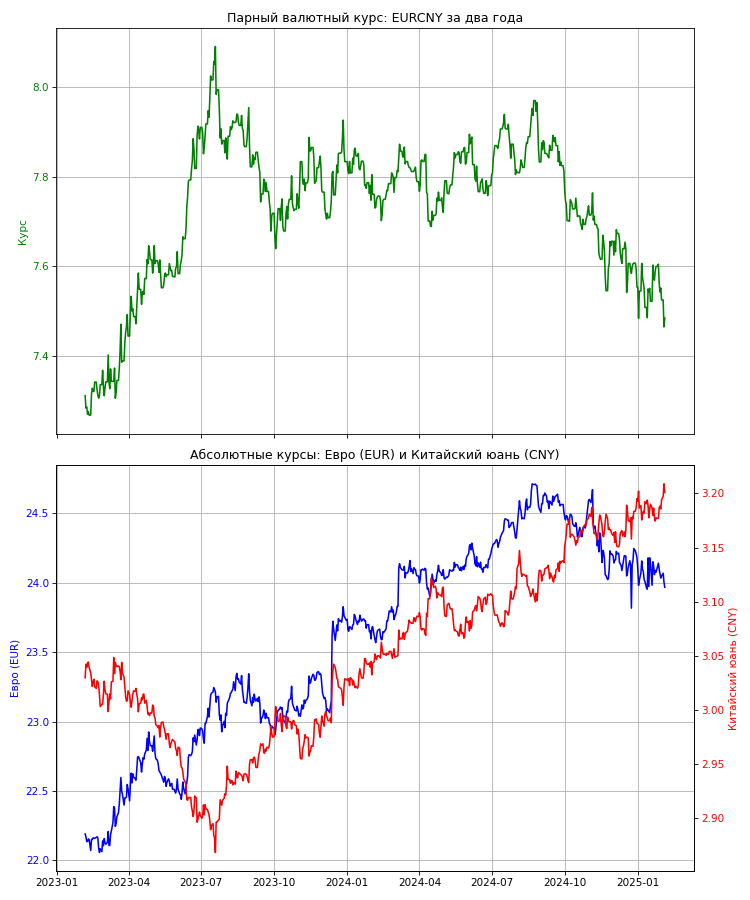 Парный валютный курс: EURCNY за два года
8.0
7.8
7.6
7.4
Курс
Абсолютные курсы: Евро (EUR) и Китайский юань (CNY)
24.5
24.0
23.5
23.0
22.5
22.0
Евро (EUR)
3.20
3.15
3.10
3.05
3.00
2.95
2.90
Китайский юань (CNY)
2023-01 2023-04 2023-07 2023-10 2024-01 2024-04 2024-07 2024-10 2025-01